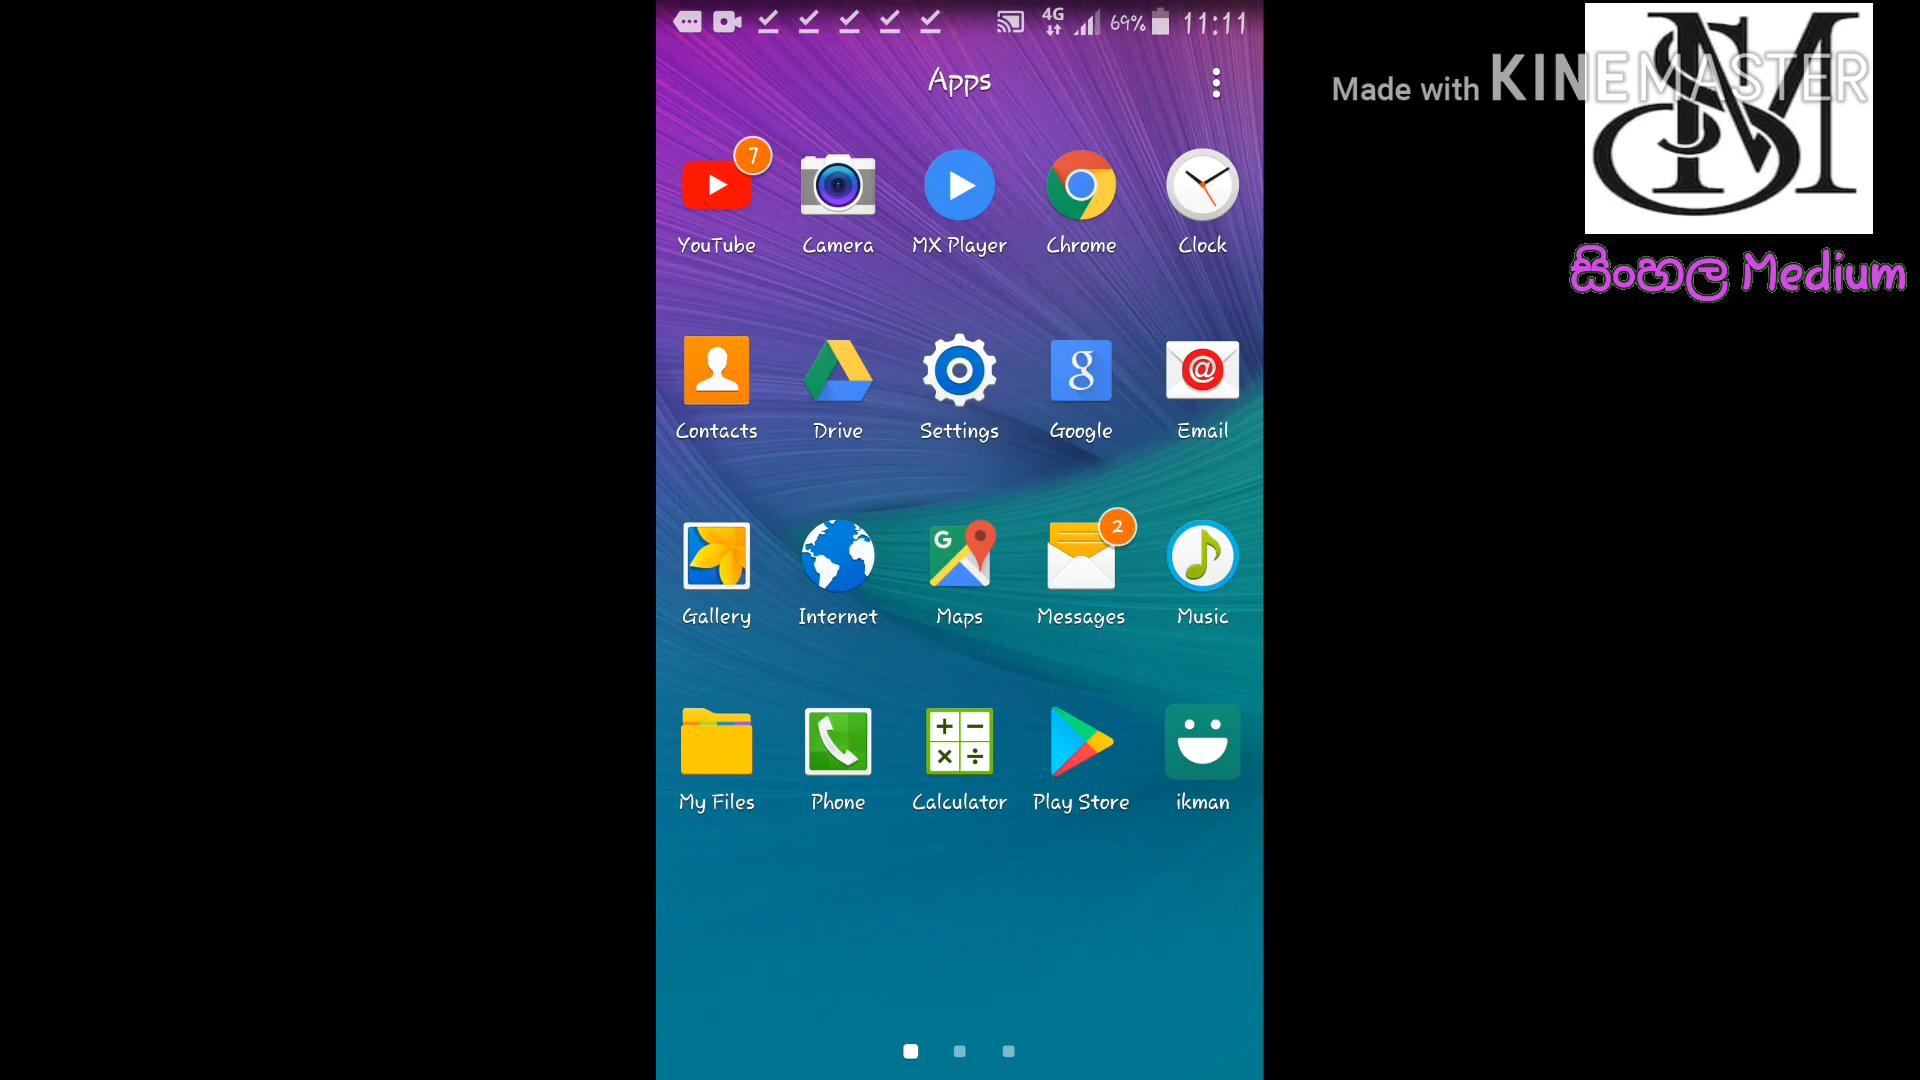 4G 69% 11:11
Apps
Made with KINEMASTER
SM
සිංහල Medium
7
YouTube Camera MX Player Chrome Clock
Contacts Drive Settings Google Email
2
Gallery Internet Maps Messages Music
My Files Phone Calculator Play Store ikman